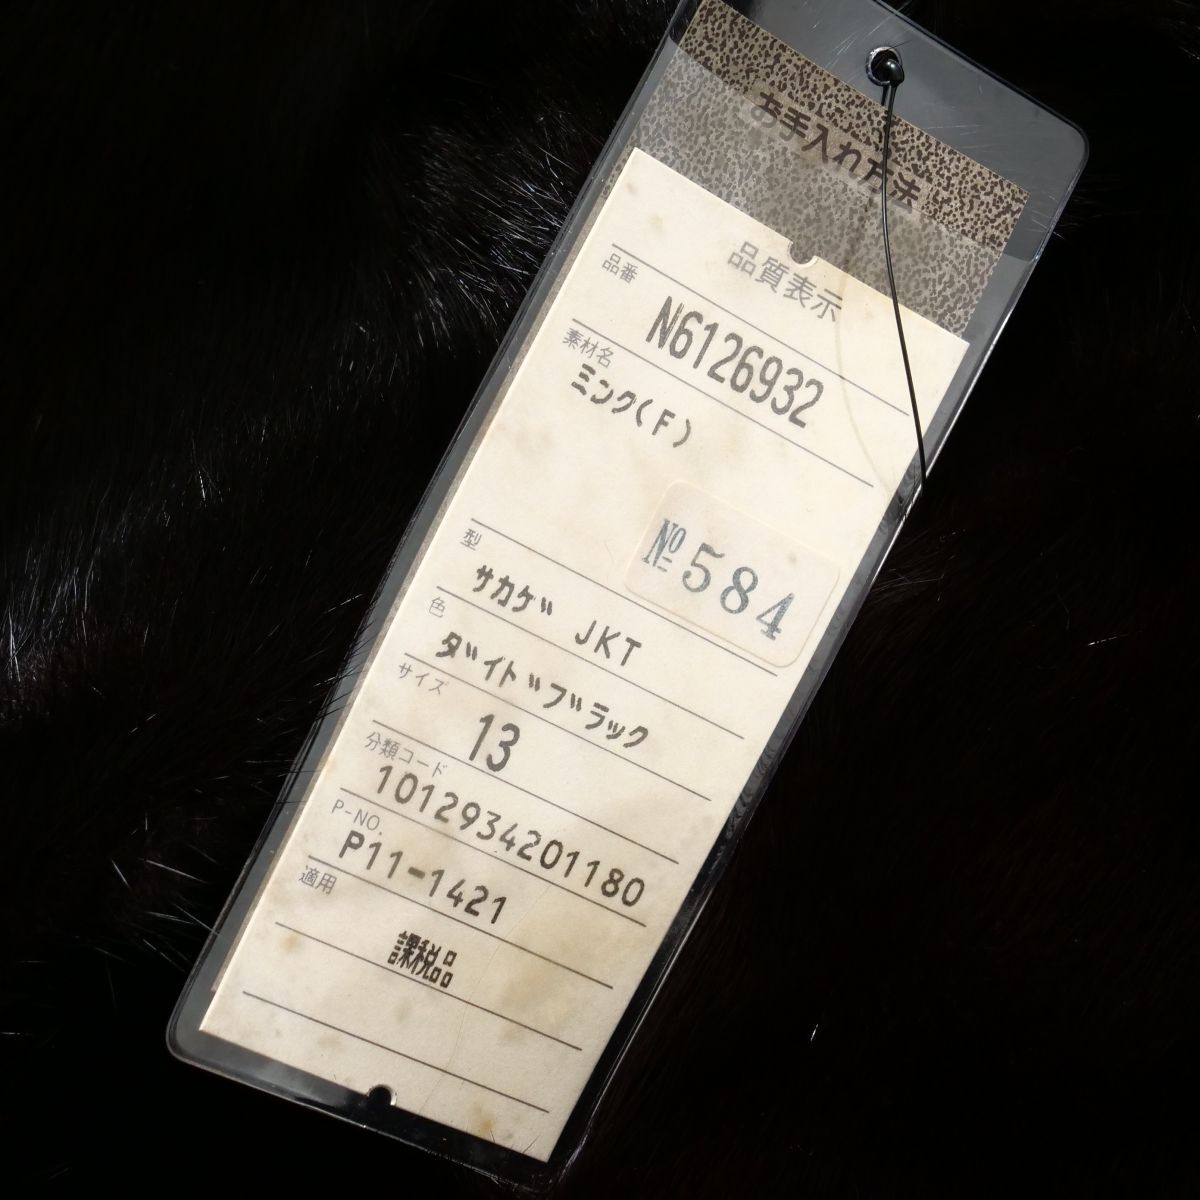 お手入れ方法
品質表示
品番
N6126932
素材名
ミンク(F)
№584
型
サカゲ JKT
色
ダイドブラック
サイズ
13
分類コード
1012934201180
P-NO.
P11-1421
適用
課税品